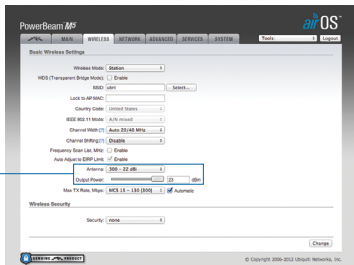 PowerBeam M5
airOS™
MAIN WIRELESS NETWORK ADVANCED SERVICES SYSTEM Tools: Logout
Basic Wireless Settings
Wireless Mode: Station
WDS (Transparent Bridge Mode): Enable
SSID: ubnt Select...
Lock to AP MAC:
Country Code: United States
IEEE 802.11 Mode: A/N mixed
Channel Width:[?] Auto 20/40 MHz
Channel Shifting:[?] Disable
Frequency Scan List, MHz: Enable
Auto Adjust to EIRP Limit: Enable
Antenna: 300 - 22 dBi
Output Power: 23 dBm
Max TX Rate, Mbps: MCS 15 - 130 [300] Automatic
Wireless Security
Security: none
Change
GENUINE PRODUCT
© Copyright 2006-2012 Ubiquiti Networks, Inc.